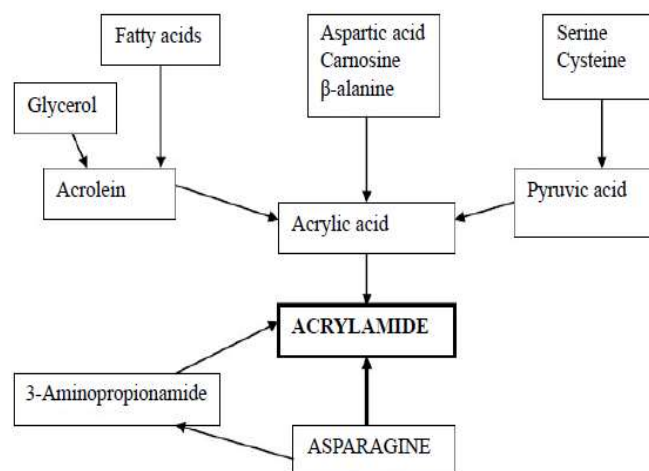 Fatty acids
Aspartic acid
Carnosine
β-alanine
Serine
Cysteine
Glycerol
Acrolein
Pyruvic acid
Acrylic acid
ACRYLAMIDE
3-Aminopropionamide
ASPARAGINE